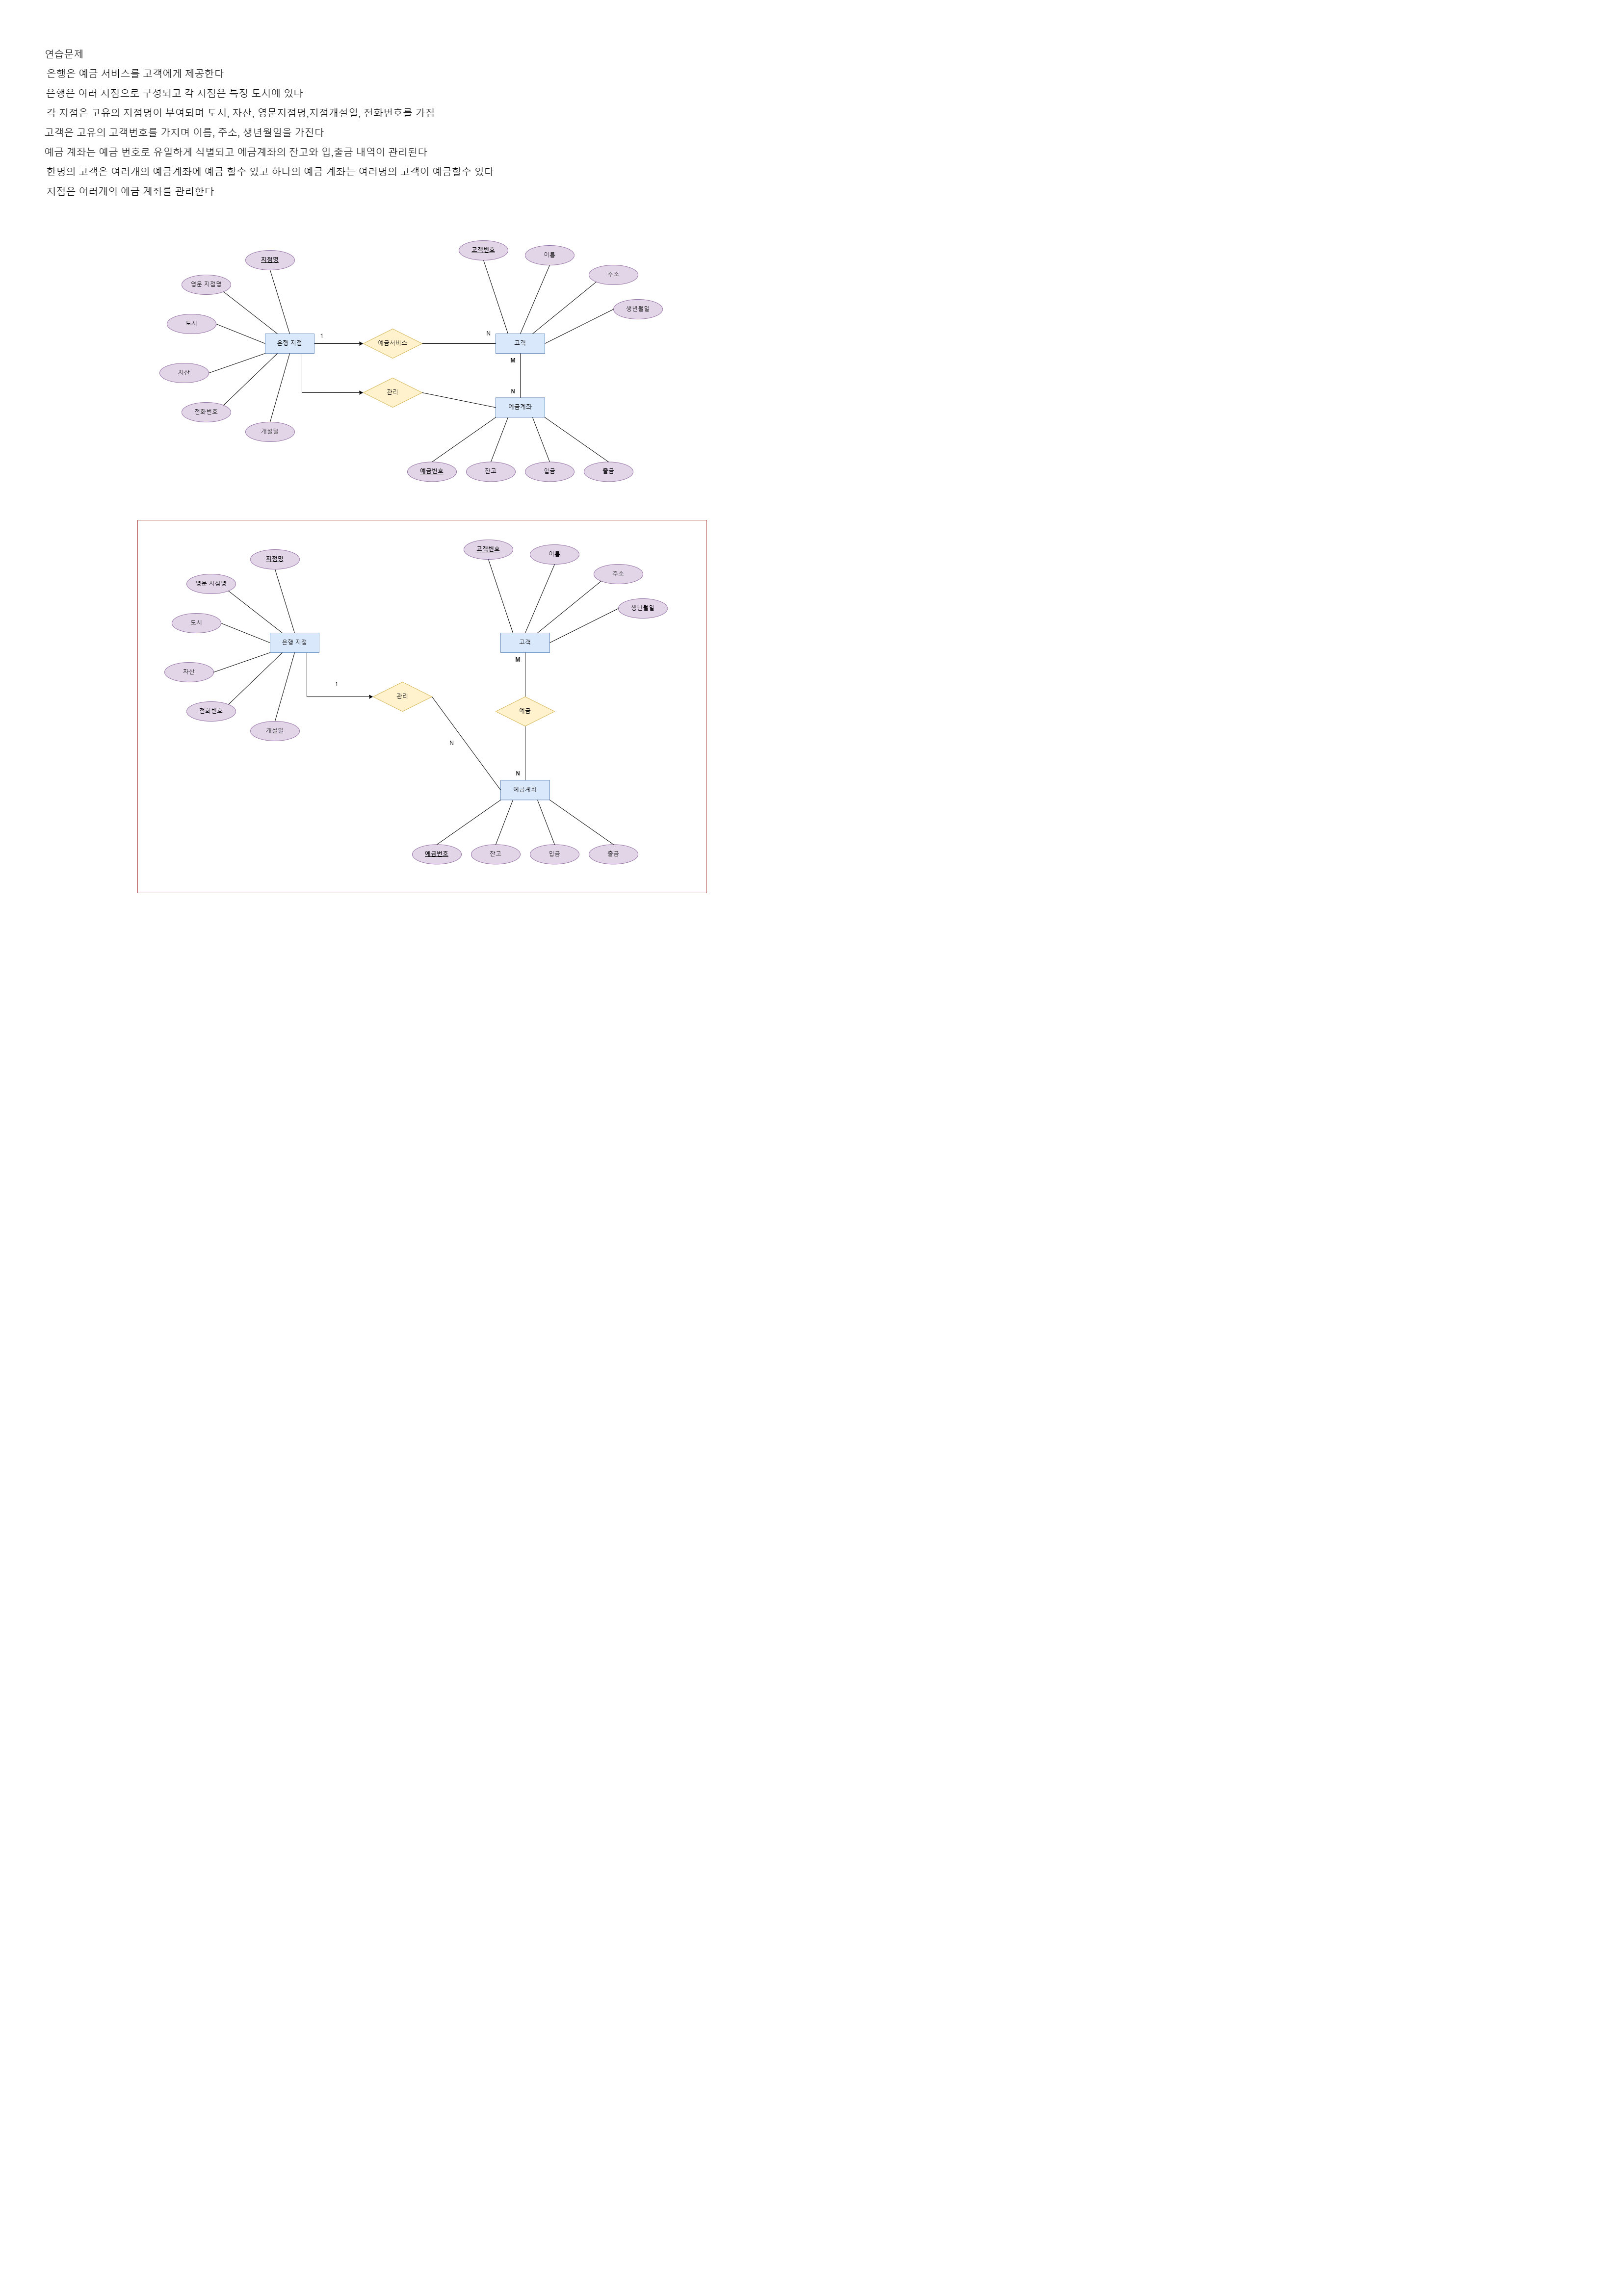 연습문제
은행은 예금 서비스를 고객에게 제공한다
은행은 여러 지점으로 구성되고 각 지점은 특정 도시에 있다
각 지점은 고유의 지점명이 부여되며 도시, 자산, 영문지점명,지점개설일, 전화번호를 가짐
고객은 고유의 고객번호를 가지며 이름, 주소, 생년월일을 가진다
예금 계좌는 예금 번호로 유일하게 식별되고 예금계좌의 잔고와 입,출금 내역이 관리된다
한명의 고객은 여러개의 예금계좌에 예금 할수 있고 하나의 예금 계좌는 여러명의 고객이 예금할수 있다
지점은 여러개의 예금 계좌를 관리한다
고객번호
이름
지점명
주소
영문 지점명
생년월일
도시
은행 지점
1
예금서비스
N
고객
M
자산
관리
N
예금계좌
전화번호
개설일
예금번호
잔고
입금
출금
고객번호
이름
지점명
주소
영문 지점명
생년월일
도시
은행 지점
고객
M
자산
1
관리
전화번호
예금
개설일
N
N
예금계좌
예금번호
잔고
입금
출금